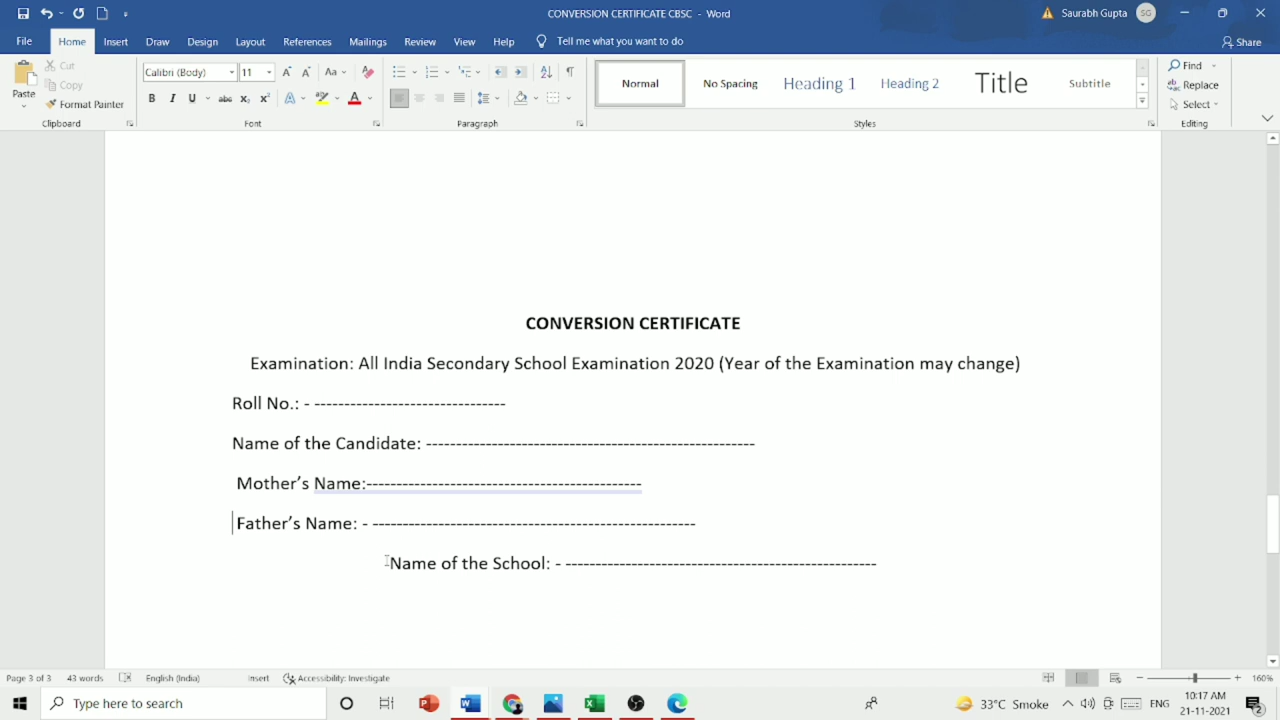 CONVERSION CERTIFICATE CBSC - Word
Saurabh Gupta SG
File Home Insert Draw Design Layout References Mailings Review View Help Tell me what you want to do Share
Paste
Cut
Copy
Format Painter
Clipboard
Calibri (Body) 11
Font
Paragraph
Normal No Spacing Heading 1 Heading 2 Title Subtitle
Styles
Find
Replace
Select
Editing
CONVERSION CERTIFICATE
Examination: All India Secondary School Examination 2020 (Year of the Examination may change)
Roll No.: - --------------------------------
Name of the Candidate: -------------------------------------------------------
Mother’s Name:----------------------------------------------
Father’s Name: - ------------------------------------------------------
Name of the School: - ----------------------------------------------------
Page 3 of 3 43 words English (India) Insert Accessibility: Investigate 160%
Type here to search
33°C Smoke ENG
10:17 AM
21-11-2021
2